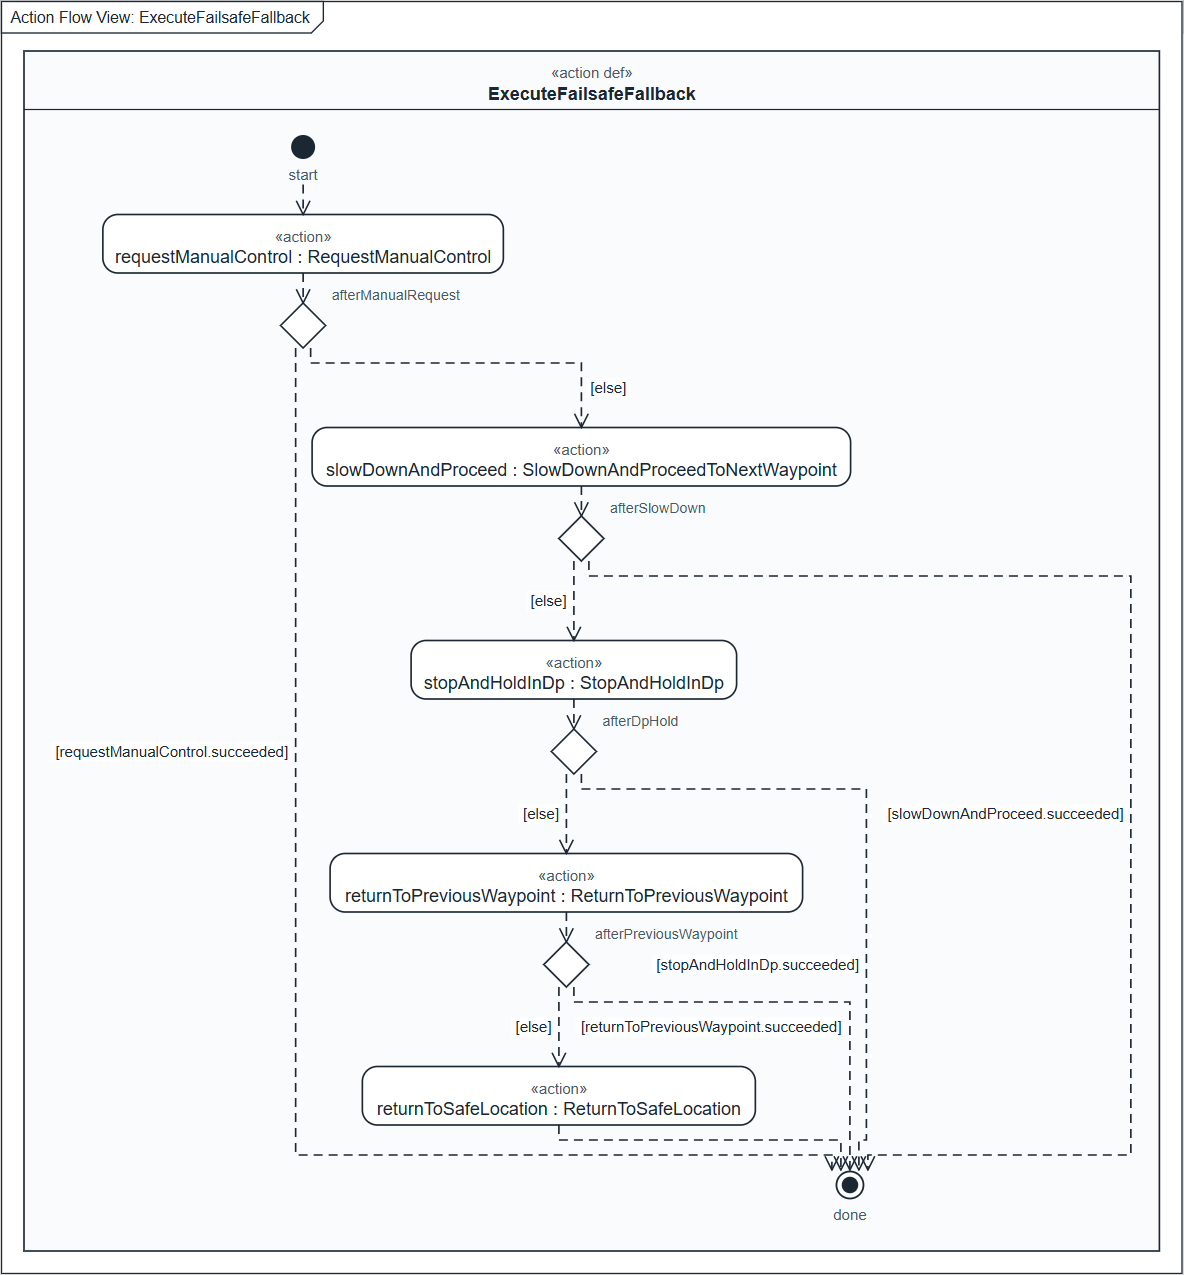 Action Flow View: ExecuteFailsafeFallback
«action def»
ExecuteFailsafeFallback
start
«action»
requestManualControl : RequestManualControl
afterManualRequest
[else]
«action»
slowDownAndProceed : SlowDownAndProceedToNextWaypoint
afterSlowDown
[else]
«action»
stopAndHoldInDp : StopAndHoldInDp
afterDpHold
[requestManualControl.succeeded]
[else]
[slowDownAndProceed.succeeded]
«action»
returnToPreviousWaypoint : ReturnToPreviousWaypoint
afterPreviousWaypoint
[stopAndHoldInDp.succeeded]
[else]
[returnToPreviousWaypoint.succeeded]
«action»
returnToSafeLocation : ReturnToSafeLocation
done